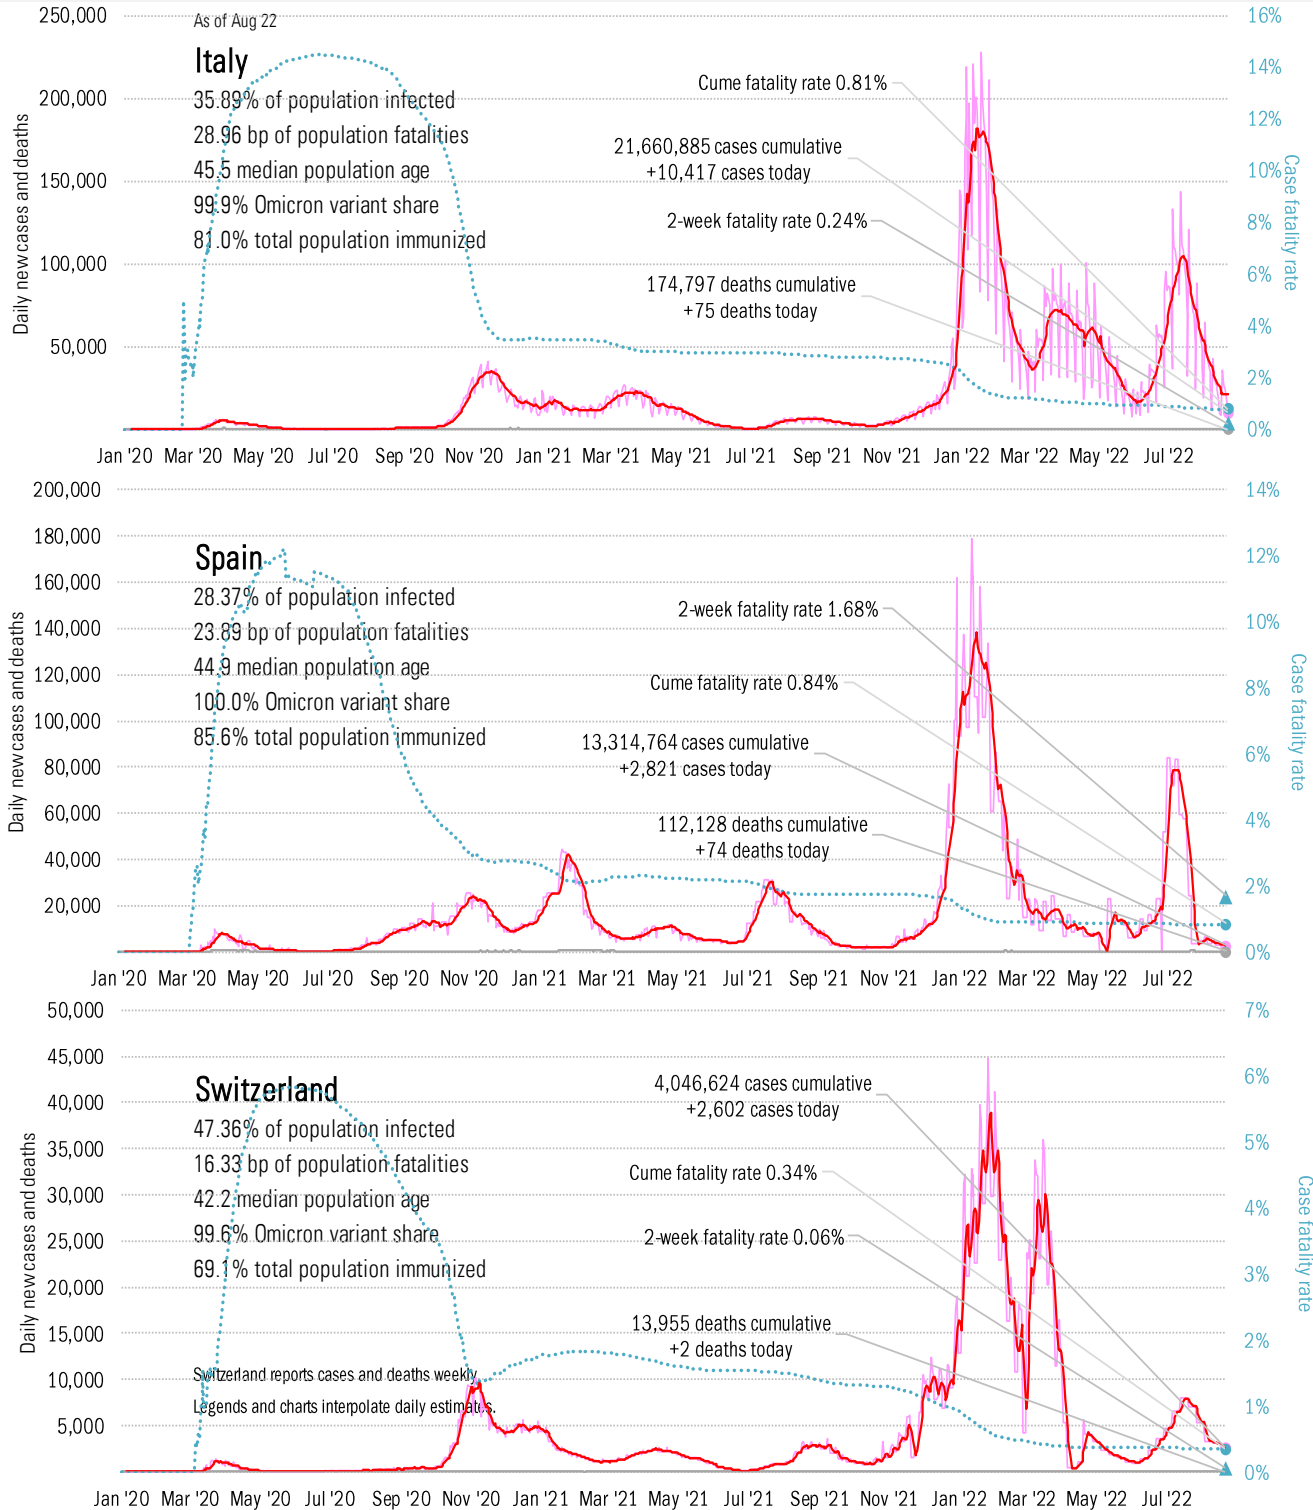 As of Aug 22
Italy
35.89% of population infected
28.96 bp of population fatalities
45.5 median population age
99.9% Omicron variant share
81.0% total population immunized
Cume fatality rate 0.81%
21,660,885 cases cumulative
+10,417 cases today
2-week fatality rate 0.24%
174,797 deaths cumulative
+75 deaths today
Daily new cases and deaths
250,000
200,000
150,000
100,000
50,000
Case fatality rate
16%
14%
12%
10%
8%
6%
4%
2%
0%
Jan '20 Mar '20 May '20 Jul '20 Sep '20 Nov '20 Jan '21 Mar '21 May '21 Jul '21 Sep '21 Nov '21 Jan '22 Mar '22 May '22 Jul '22
Spain
28.37% of population infected
23.89 bp of population fatalities
44.9 median population age
100.0% Omicron variant share
85.6% total population immunized
2-week fatality rate 1.68%
Cume fatality rate 0.84%
13,314,764 cases cumulative
+2,821 cases today
112,128 deaths cumulative
+74 deaths today
Daily new cases and deaths
200,000
180,000
160,000
140,000
120,000
100,000
80,000
60,000
40,000
20,000
Case fatality rate
14%
12%
10%
8%
6%
4%
2%
0%
Jan '20 Mar '20 May '20 Jul '20 Sep '20 Nov '20 Jan '21 Mar '21 May '21 Jul '21 Sep '21 Nov '21 Jan '22 Mar '22 May '22 Jul '22
Switzerland
47.36% of population infected
16.33 bp of population fatalities
42.2 median population age
99.6% Omicron variant share
69.1% total population immunized
Switzerland reports cases and deaths weekly.
Legends and charts interpolate daily estimates.
4,046,624 cases cumulative
+2,602 cases today
Cume fatality rate 0.34%
2-week fatality rate 0.06%
13,955 deaths cumulative
+2 deaths today
Daily new cases and deaths
50,000
45,000
40,000
35,000
30,000
25,000
20,000
15,000
10,000
5,000
Case fatality rate
7%
6%
5%
4%
3%
2%
1%
0%
Jan '20 Mar '20 May '20 Jul '20 Sep '20 Nov '20 Jan '21 Mar '21 May '21 Jul '21 Sep '21 Nov '21 Jan '22 Mar '22 May '22 Jul '22